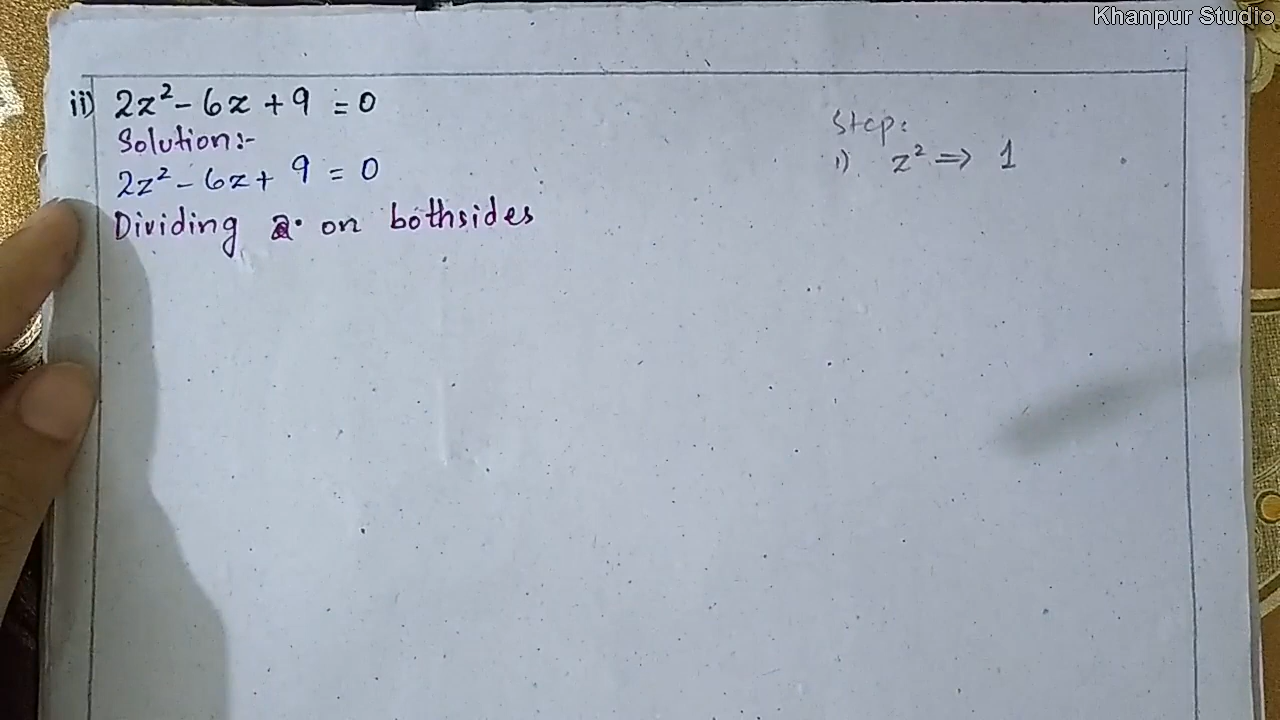 Khanpur Studio
ii) 2z² - 6z + 9 = 0
Solution:-
2z² - 6z + 9 = 0
Dividing 2. on bothsides
Step:
1) z² ⇒ 1